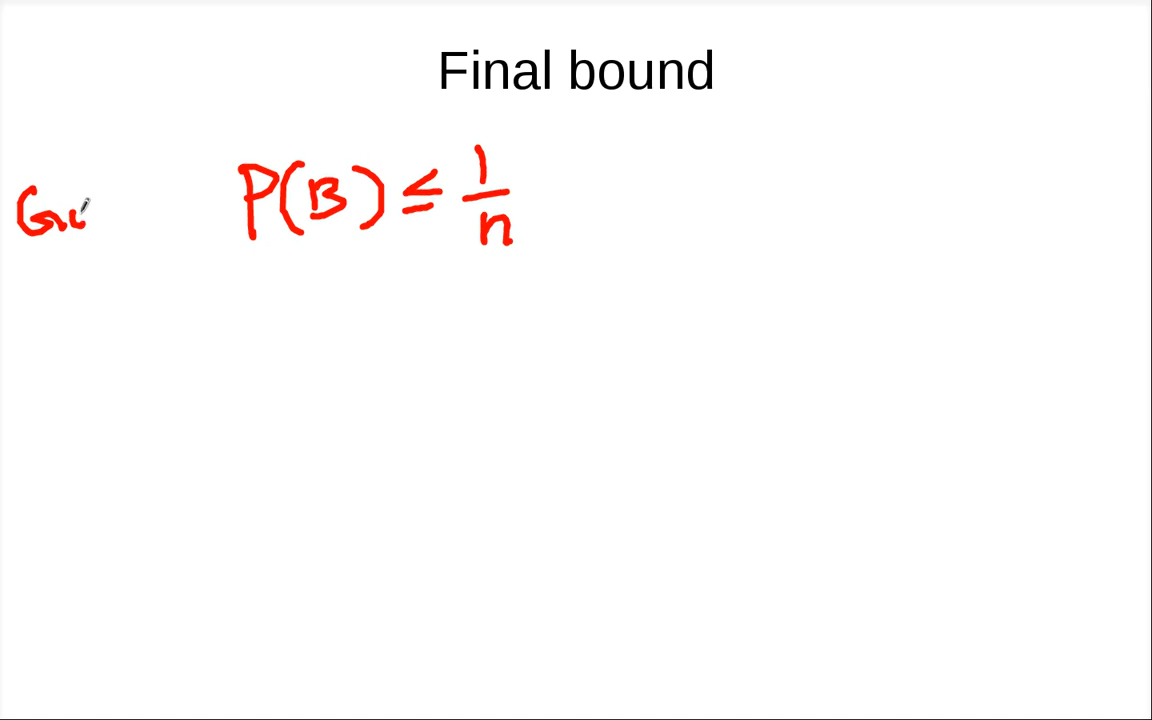 Final bound
P(B) ≤ 1/n